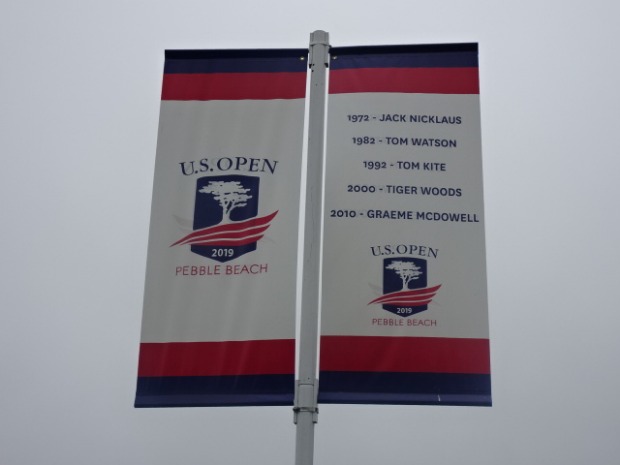 U.S. OPEN
2019
PEBBLE BEACH
1972 - JACK NICKLAUS
1982 - TOM WATSON
1992 - TOM KITE
2000 - TIGER WOODS
2010 - GRAEME MCDOWELL
U.S. OPEN
2019
PEBBLE BEACH